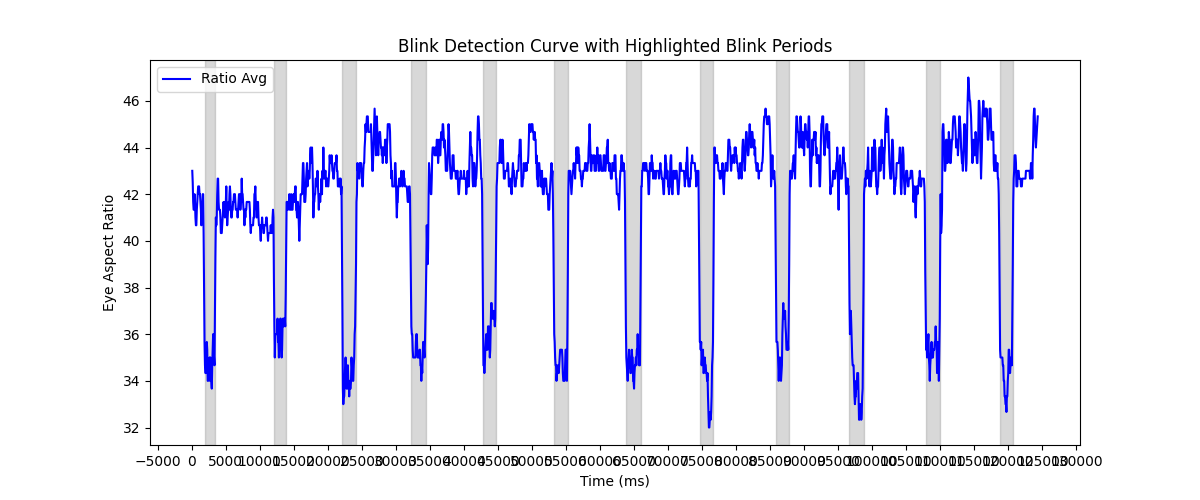 Blink Detection Curve with Highlighted Blink Periods
Ratio Avg
46
44
42
40
38
36
34
32
Eye Aspect Ratio
−5000 0 5000 10000 15000 20000 25000 30000 35000 40000 45000 50000 55000 60000 65000 70000 75000 80000 85000 90000 95000 100000 105000 110000 115000 120000 125000 130000
Time (ms)